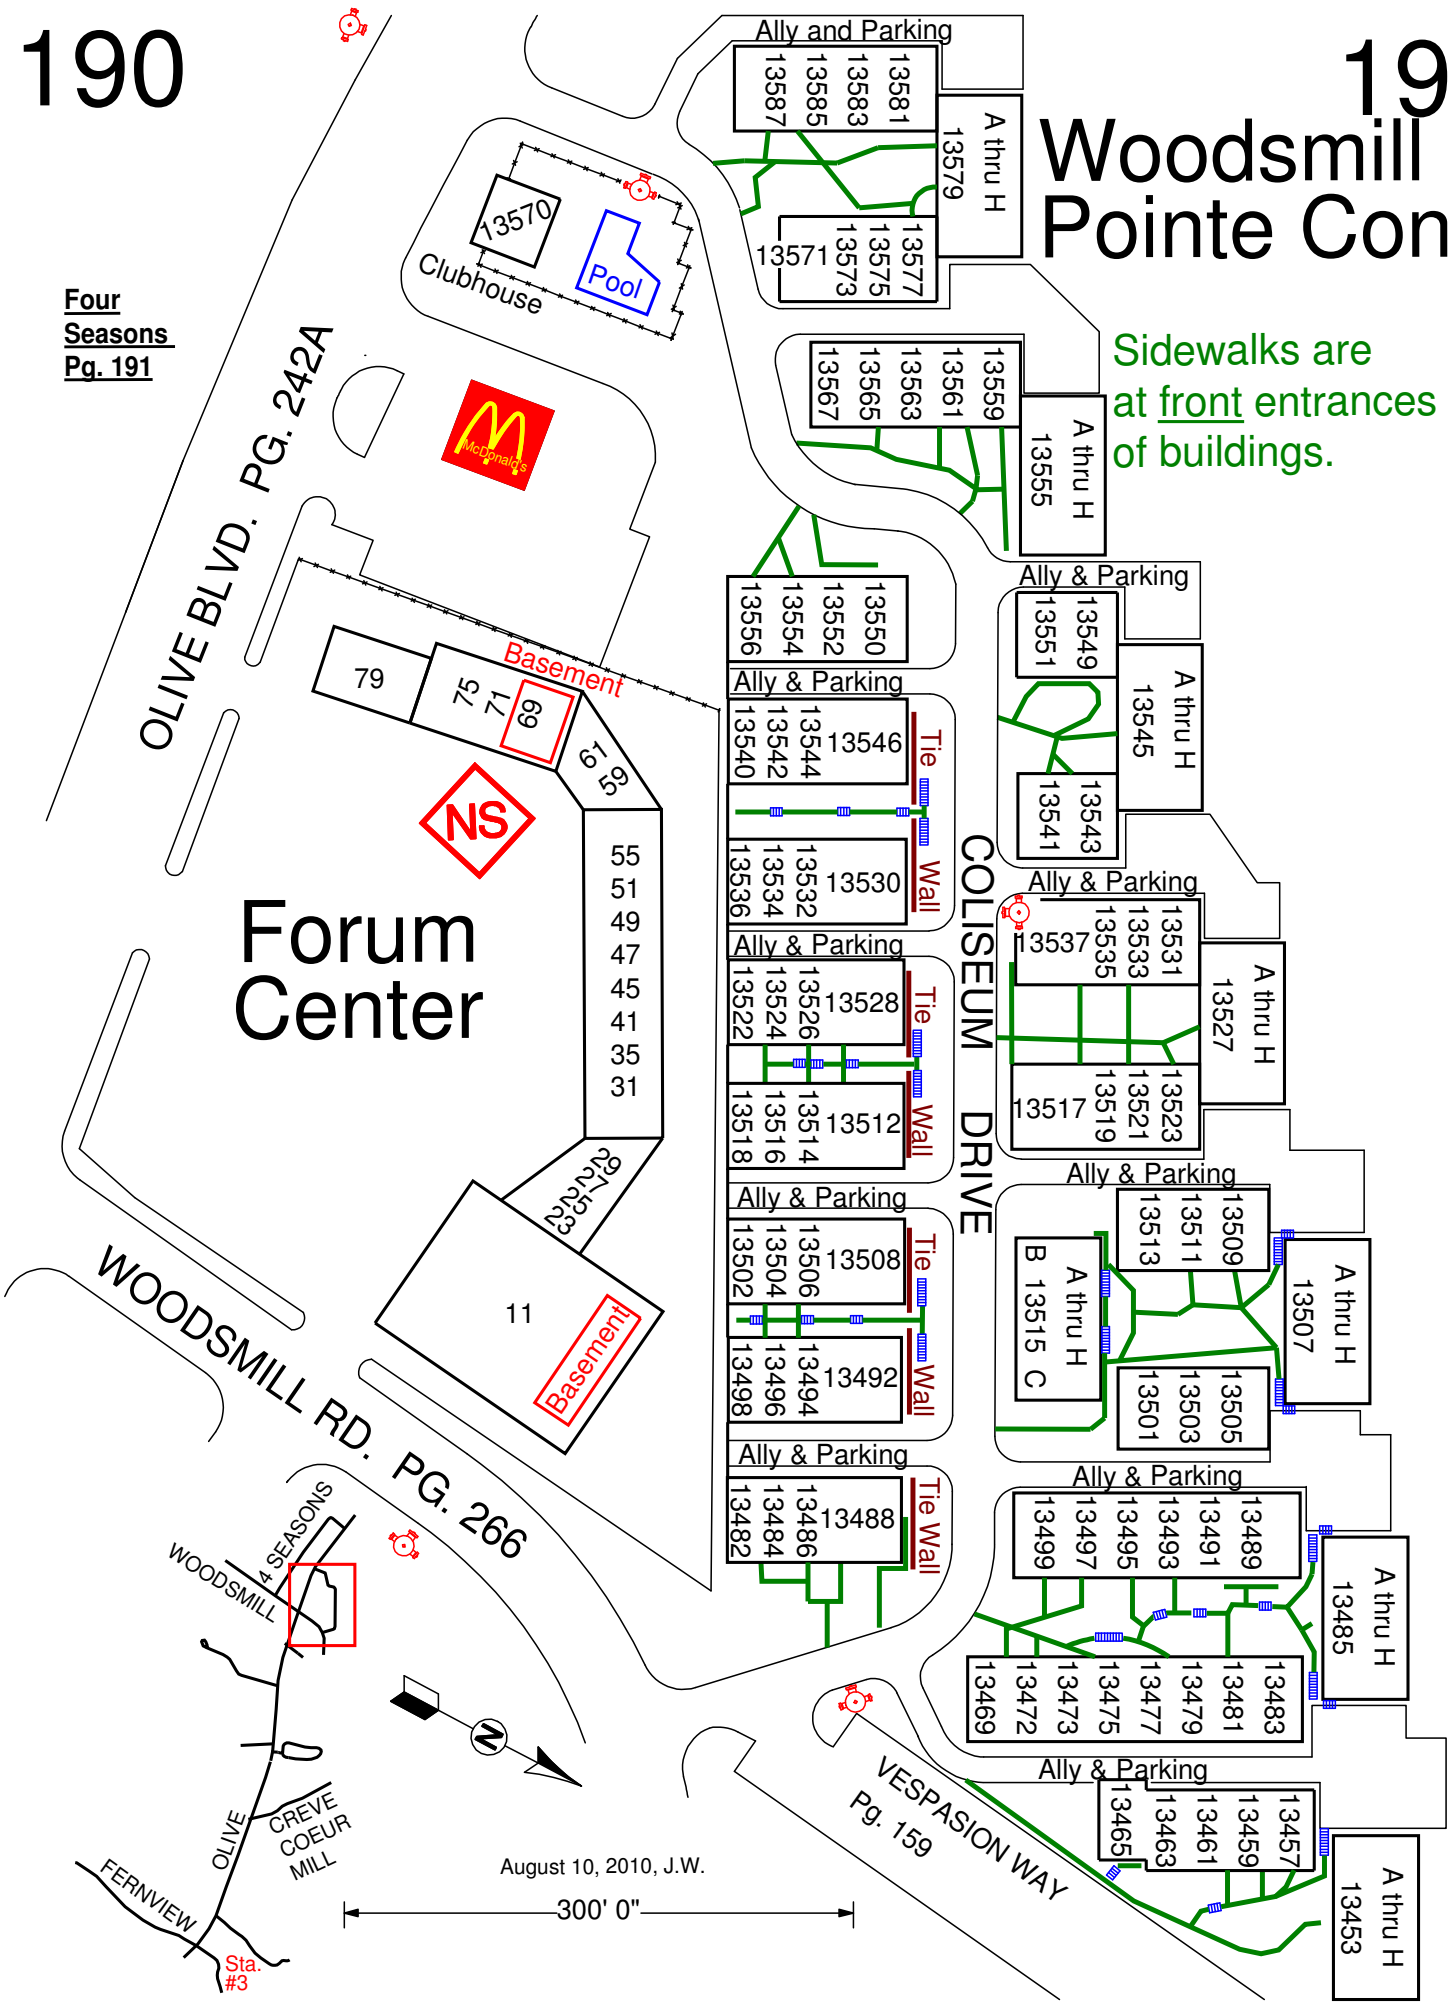 190
19
Woodsmill
Pointe Con
Four
Seasons
Pg. 191
Sidewalks are
at front entrances
of buildings.
Ally and Parking
13587
13585
13583
13581
A thru H
13579
13571
13573
13575
13577
13570
Clubhouse
Pool
McDonald's
OLIVE BLVD. PG. 242A
13567
13565
13563
13561
13559
A thru H
13555
13556
13554
13552
13550
Ally & Parking
13551
13549
A thru H
13545
13541
13543
Ally & Parking
13540
13542
13544
13546
Tie
Wall
13536
13534
13532
13530
Ally & Parking
13537
13535
13533
13531
A thru H
13527
13517
13519
13521
13523
Ally & Parking
13522
13524
13526
13528
Tie
Wall
13518
13516
13514
13512
COLISEUM DRIVE
Ally & Parking
13513
13511
13509
A thru H
13507
B 13515 C
A thru H
13501
13503
13505
Ally & Parking
13502
13504
13506
13508
Tie
Wall
13498
13496
13494
13492
Ally & Parking
13482
13484
13486
13488
Tie Wall
Ally & Parking
13499
13497
13495
13493
13491
13489
A thru H
13485
13469
13472
13473
13475
13477
13479
13481
13483
Ally & Parking
13465
13463
13461
13459
13457
A thru H
13453
VESPASION WAY
Pg. 159
79
75
71
69
Basement
61
59
NS
Forum
Center
55
51
49
47
45
41
35
31
29
27
25
23
11
Basement
WOODSMILL RD. PG. 266
4 SEASONS
WOODSMILL
OLIVE
CREVE
COEUR
MILL
FERNVIEW
Sta.
#3
N
August 10, 2010, J.W.
300' 0"